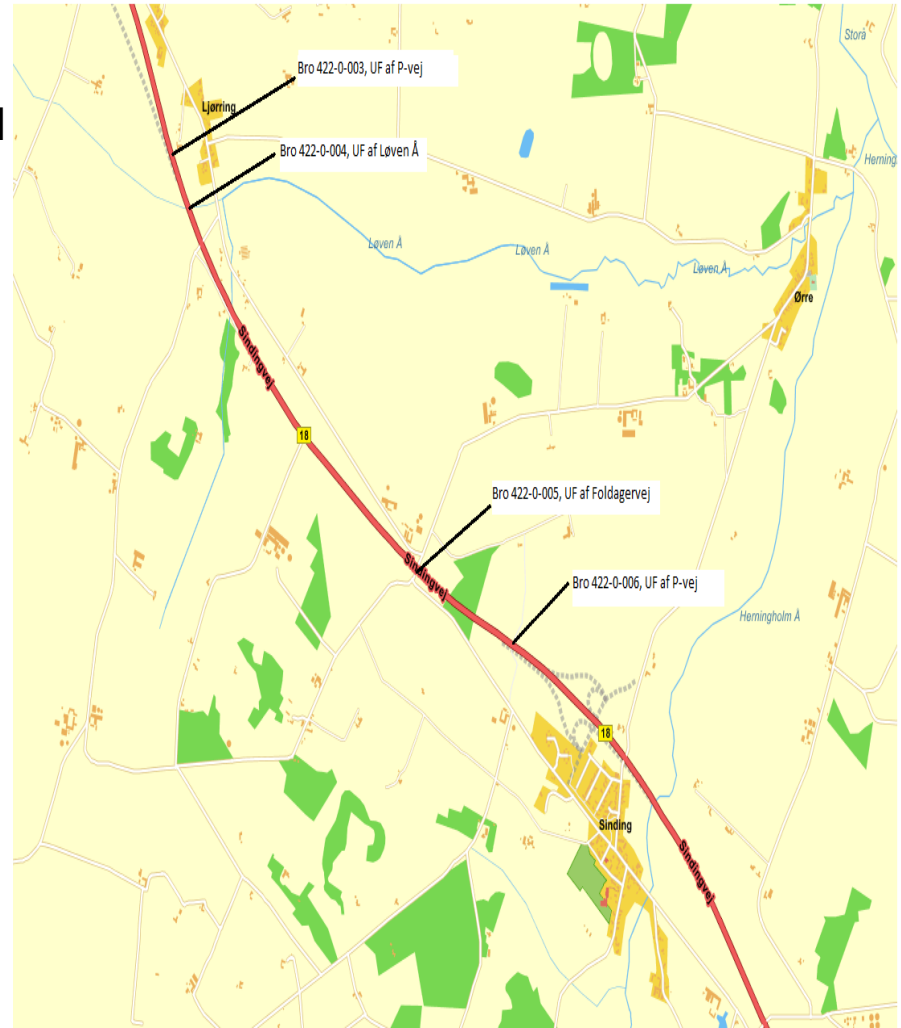 Storå
Bro 422-0-003, UF af P-vej
Ljørring
Bro 422-0-004, UF af Løven Å
Løven Å
Løven Å
Løven Å
Ørre
Sindingvej
18
Bro 422-0-005, UF af Foldagervej
Sindingvej
Bro 422-0-006, UF af P-vej
Herningholm Å
18
Sinding
Sindingvej